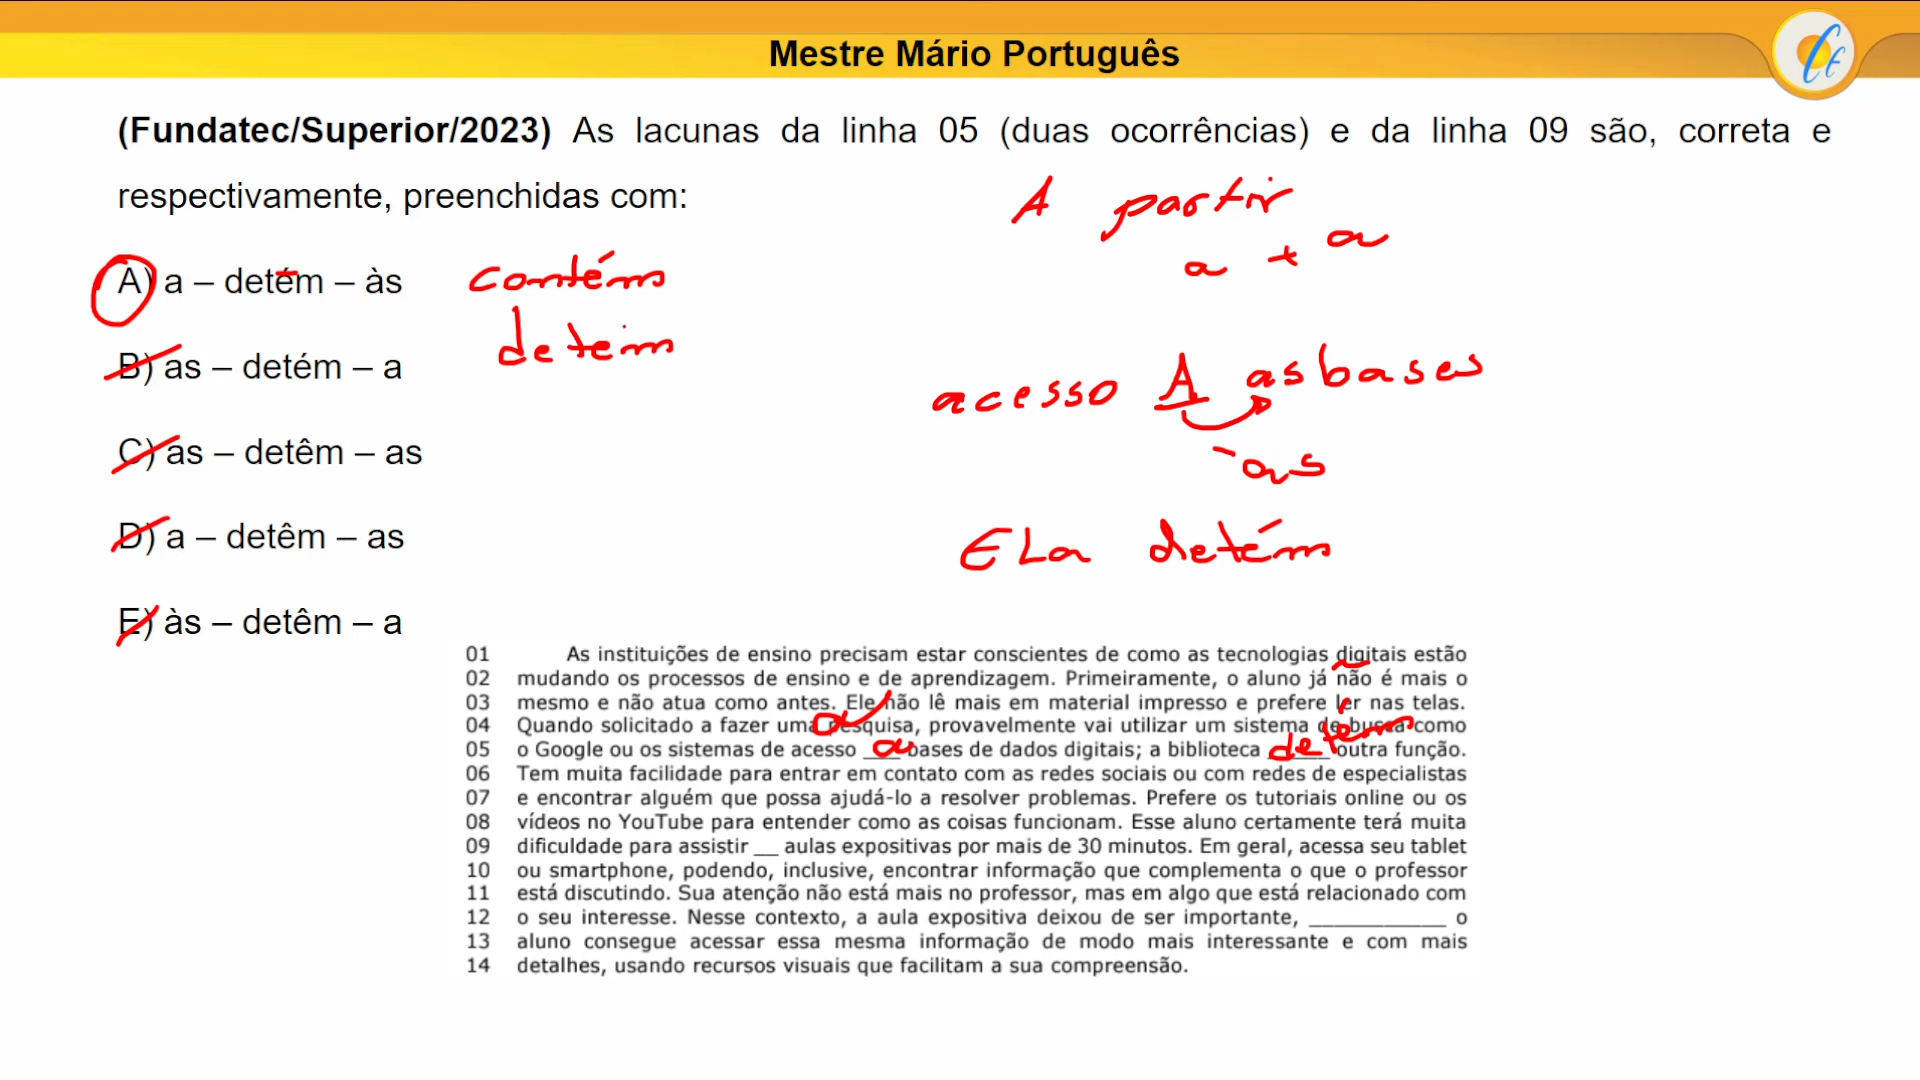 Mestre Mário Português
(Fundatec/Superior/2023) As lacunas da linha 05 (duas ocorrências) e da linha 09 são, correta e
respectivamente, preenchidas com:
A partir
a + a
A) a – detém – às
contém
detém
B) as – detém – a
acesso A as bases
C) as – detêm – as
às
D) a – detêm – as
Ela detém
E) às – detêm – a
01 As instituições de ensino precisam estar conscientes de como as tecnologias digitais estão
02 mudando os processos de ensino e de aprendizagem. Primeiramente, o aluno já não é mais o
03 mesmo e não atua como antes. Ele não lê mais em material impresso e prefere ler nas telas.
04 Quando solicitado a fazer uma pesquisa, provavelmente vai utilizar um sistema de busca como
05 o Google ou os sistemas de acesso ___ bases de dados digitais; a biblioteca _____ outra função.
a
a
detém
06 Tem muita facilidade para entrar em contato com as redes sociais ou com redes de especialistas
07 e encontrar alguém que possa ajudá-lo a resolver problemas. Prefere os tutoriais online ou os
08 vídeos no YouTube para entender como as coisas funcionam. Esse aluno certamente terá muita
09 dificuldade para assistir __ aulas expositivas por mais de 30 minutos. Em geral, acessa seu tablet
10 ou smartphone, podendo, inclusive, encontrar informação que complementa o que o professor
11 está discutindo. Sua atenção não está mais no professor, mas em algo que está relacionado com
12 o seu interesse. Nesse contexto, a aula expositiva deixou de ser importante, ___________ o
13 aluno consegue acessar essa mesma informação de modo mais interessante e com mais
14 detalhes, usando recursos visuais que facilitam a sua compreensão.